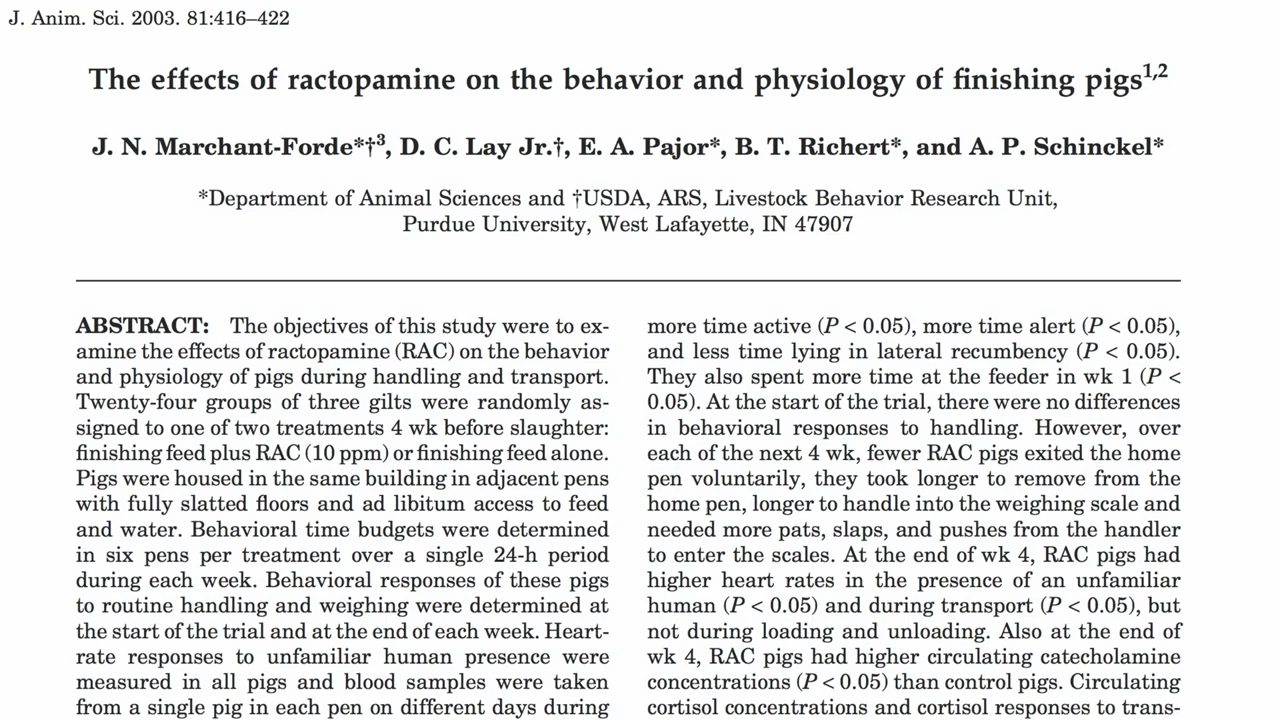 J. Anim. Sci. 2003. 81:416–422
The effects of ractopamine on the behavior and physiology of finishing pigs1,2
J. N. Marchant-Forde*†3, D. C. Lay Jr.†, E. A. Pajor*, B. T. Richert*, and A. P. Schinckel*
*Department of Animal Sciences and †USDA, ARS, Livestock Behavior Research Unit,
Purdue University, West Lafayette, IN 47907
ABSTRACT: The objectives of this study were to ex-
amine the effects of ractopamine (RAC) on the behavior
and physiology of pigs during handling and transport.
Twenty-four groups of three gilts were randomly as-
signed to one of two treatments 4 wk before slaughter:
finishing feed plus RAC (10 ppm) or finishing feed alone.
Pigs were housed in the same building in adjacent pens
with fully slatted floors and ad libitum access to feed
and water. Behavioral time budgets were determined
in six pens per treatment over a single 24-h period
during each week. Behavioral responses of these pigs
to routine handling and weighing were determined at
the start of the trial and at the end of each week. Heart-
rate responses to unfamiliar human presence were
measured in all pigs and blood samples were taken
from a single pig in each pen on different days during
more time active (P < 0.05), more time alert (P < 0.05),
and less time lying in lateral recumbency (P < 0.05).
They also spent more time at the feeder in wk 1 (P <
0.05). At the start of the trial, there were no differences
in behavioral responses to handling. However, over
each of the next 4 wk, fewer RAC pigs exited the home
pen voluntarily, they took longer to remove from the
home pen, longer to handle into the weighing scale and
needed more pats, slaps, and pushes from the handler
to enter the scales. At the end of wk 4, RAC pigs had
higher heart rates in the presence of an unfamiliar
human (P < 0.05) and during transport (P < 0.05), but
not during loading and unloading. Also at the end of
wk 4, RAC pigs had higher circulating catecholamine
concentrations (P < 0.05) than control pigs. Circulating
cortisol concentrations and cortisol responses to trans-